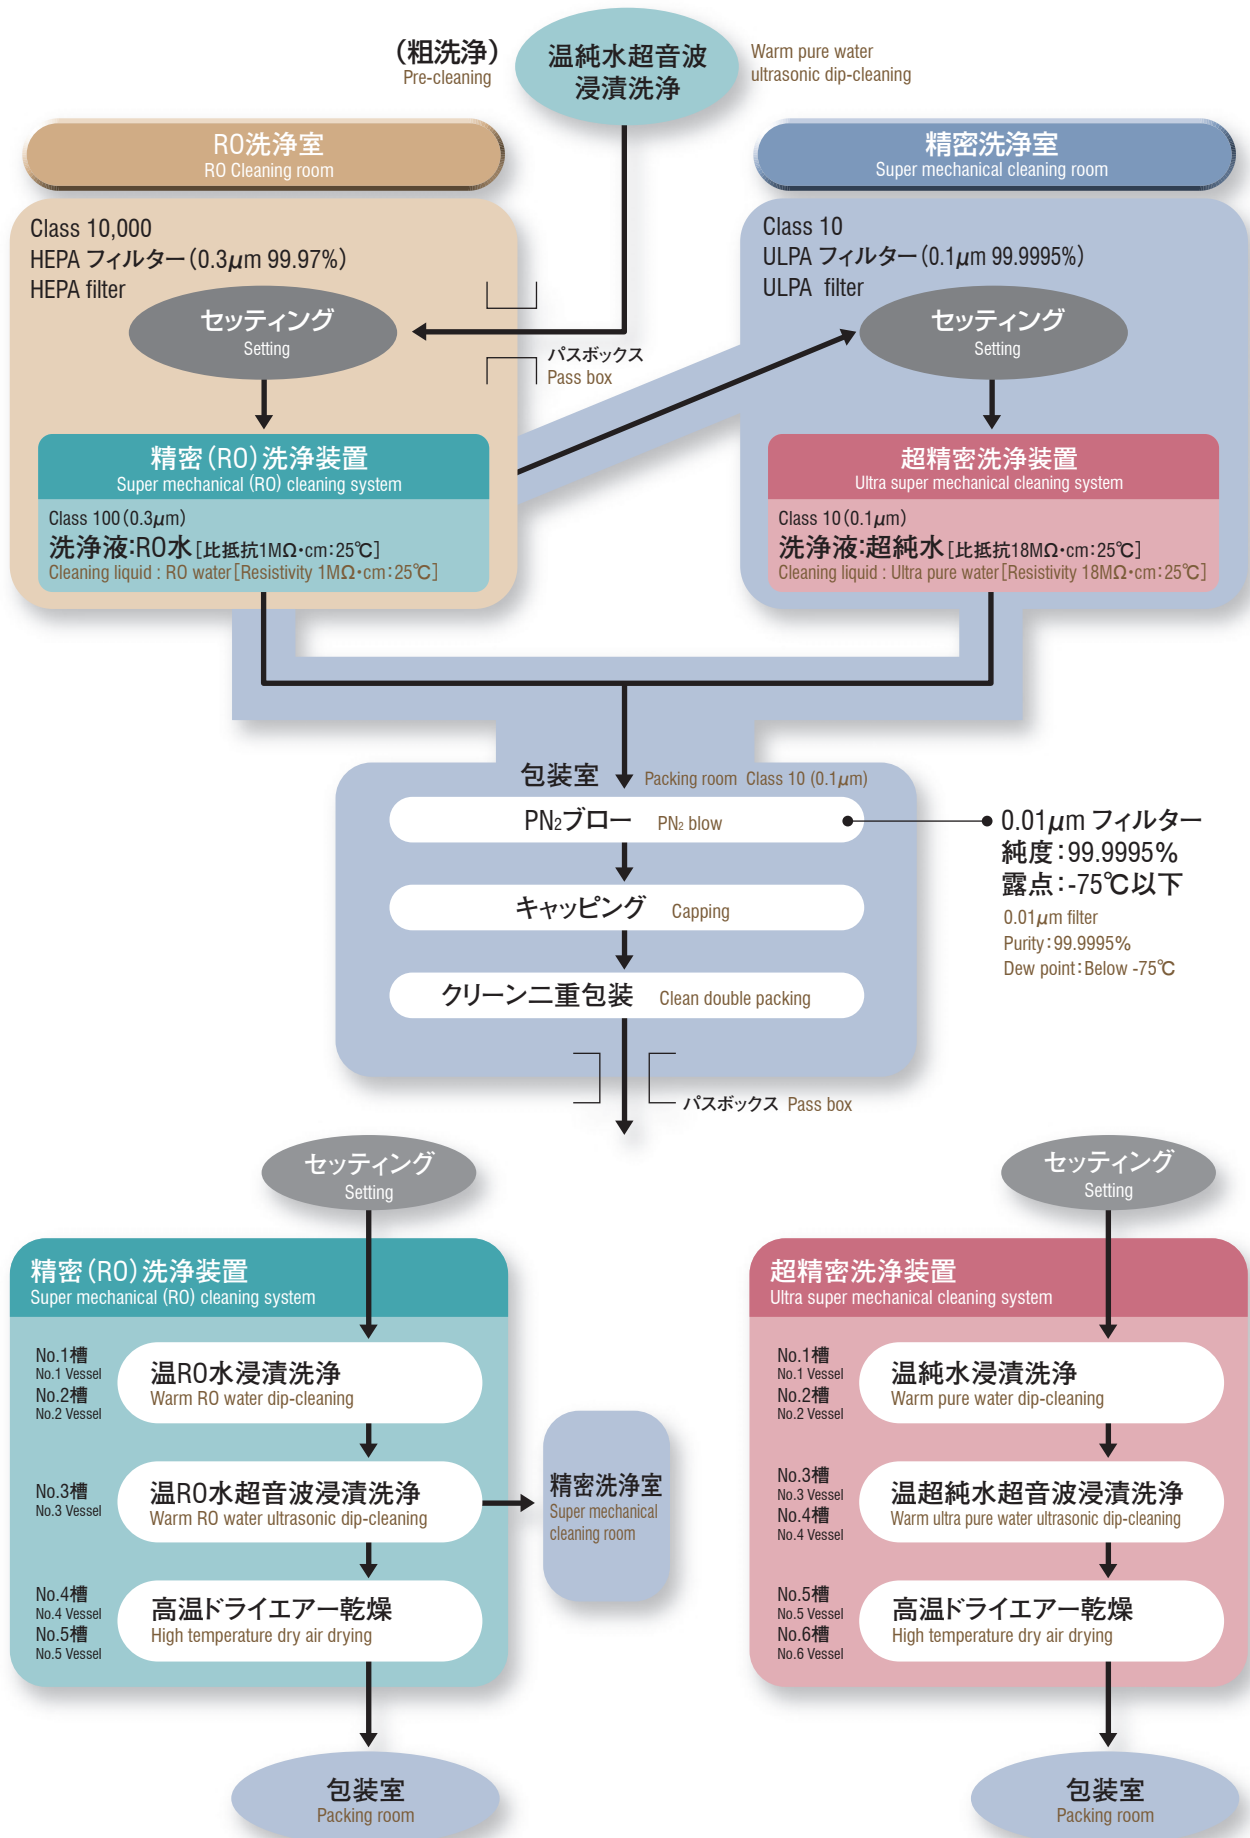 (粗洗浄)
Pre-cleaning
温純水超音波
浸漬洗浄
Warm pure water
ultrasonic dip-cleaning
RO洗浄室
RO Cleaning room
精密洗浄室
Super mechanical cleaning room
Class 10,000
HEPA フィルター(0.3μm 99.97%)
HEPA filter
セッティング
Setting
パスボックス
Pass box
Class 10
ULPA フィルター(0.1μm 99.9995%)
ULPA filter
セッティング
Setting
精密(RO)洗浄装置
Super mechanical (RO) cleaning system
Class 100(0.3μm)
洗浄液:RO水[比抵抗1MΩ・cm:25℃]
Cleaning liquid : RO water[Resistivity 1MΩ・cm:25℃]
超精密洗浄装置
Ultra super mechanical cleaning system
Class 10(0.1μm)
洗浄液:超純水[比抵抗18MΩ・cm:25℃]
Cleaning liquid : Ultra pure water[Resistivity 18MΩ・cm:25℃]
包装室 Packing room Class 10 (0.1μm)
PN₂ブロー PN₂ blow
キャッピング Capping
クリーン二重包装 Clean double packing
0.01μm フィルター
純度:99.9995%
露点:-75℃以下
0.01μm filter
Purity:99.9995%
Dew point:Below -75℃
パスボックス Pass box
セッティング
Setting
精密(RO)洗浄装置
Super mechanical (RO) cleaning system
No.1槽
No.1 Vessel
No.2槽
No.2 Vessel
温RO水浸漬洗浄
Warm RO water dip-cleaning
No.3槽
No.3 Vessel
温RO水超音波浸漬洗浄
Warm RO water ultrasonic dip-cleaning
精密洗浄室
Super mechanical
cleaning room
No.4槽
No.4 Vessel
No.5槽
No.5 Vessel
高温ドライエアー乾燥
High temperature dry air drying
包装室
Packing room
セッティング
Setting
超精密洗浄装置
Ultra super mechanical cleaning system
No.1槽
No.1 Vessel
No.2槽
No.2 Vessel
温純水浸漬洗浄
Warm pure water dip-cleaning
No.3槽
No.3 Vessel
No.4槽
No.4 Vessel
温超純水超音波浸漬洗浄
Warm ultra pure water ultrasonic dip-cleaning
No.5槽
No.5 Vessel
No.6槽
No.6 Vessel
高温ドライエアー乾燥
High temperature dry air drying
包装室
Packing room